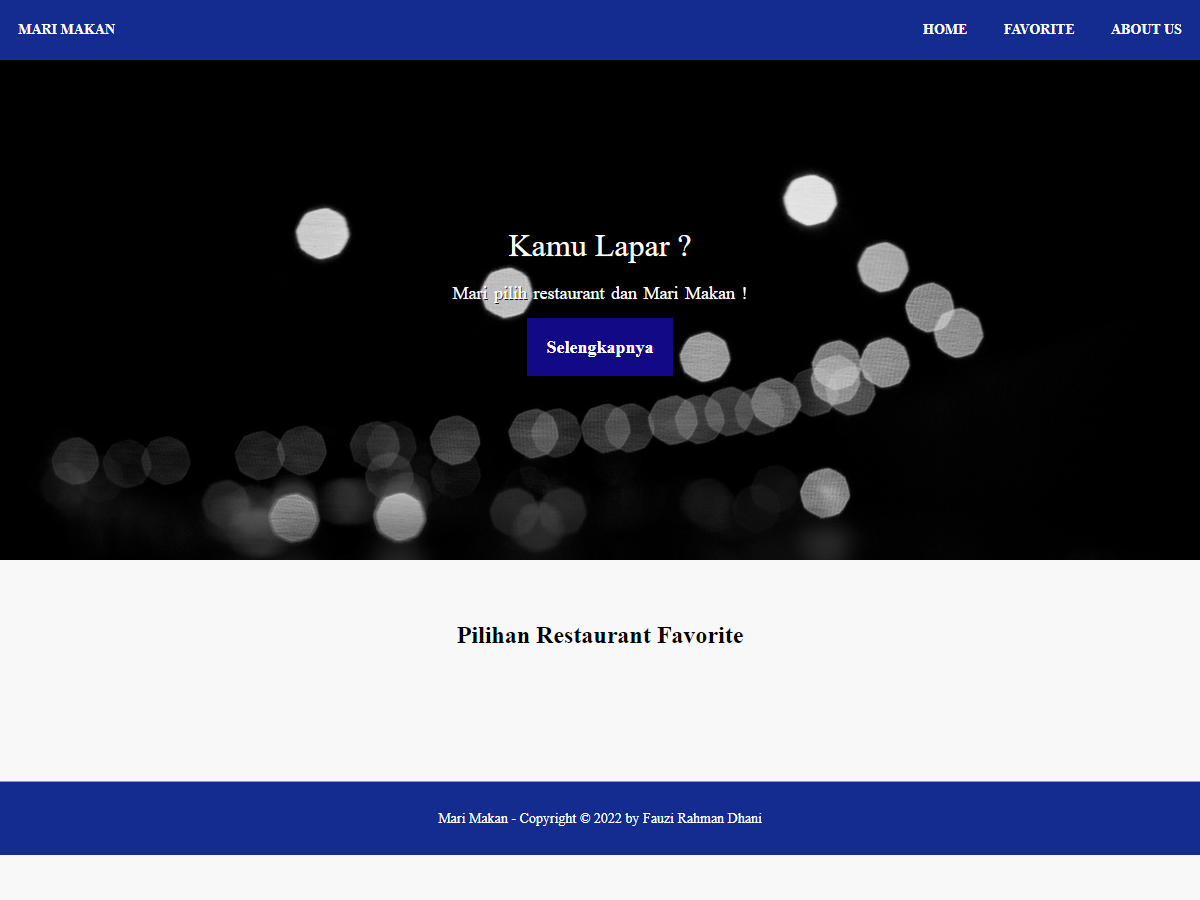 MARI MAKAN
HOME FAVORITE ABOUT US
Kamu Lapar ?
Mari pilih restaurant dan Mari Makan !
Selengkapnya
Pilihan Restaurant Favorite
Mari Makan - Copyright © 2022 by Fauzi Rahman Dhani